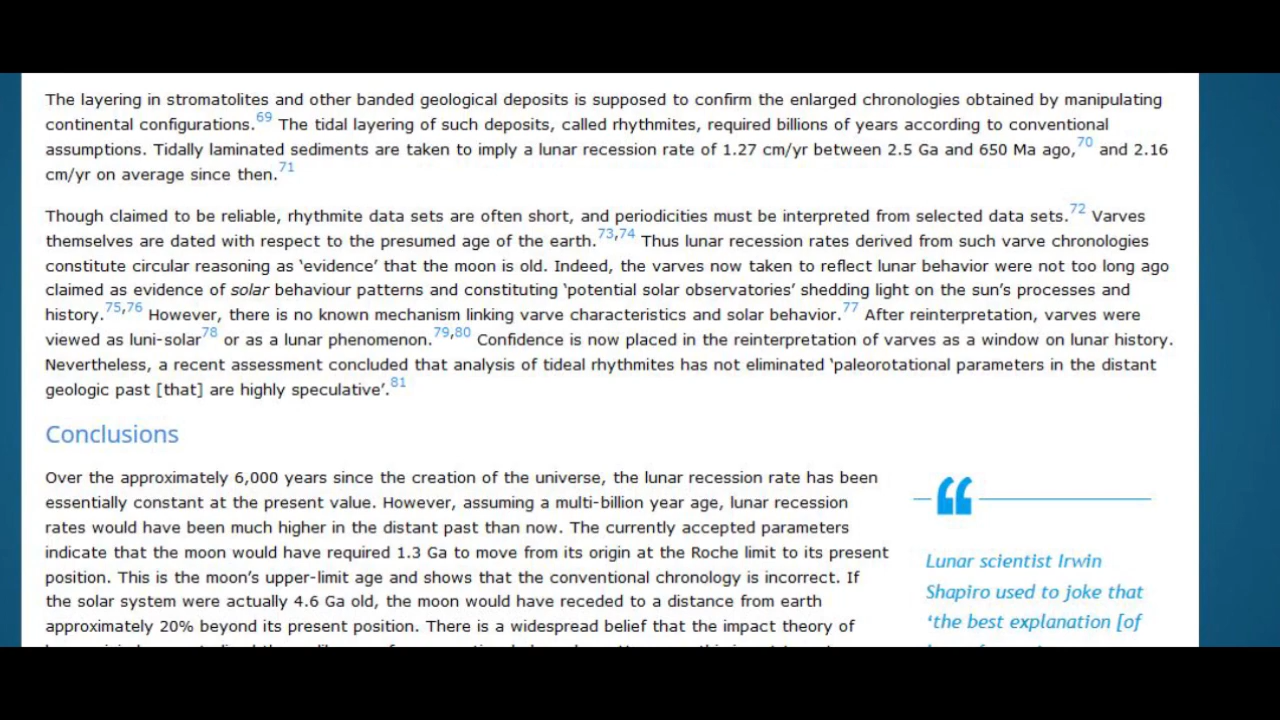 The layering in stromatolites and other banded geological deposits is supposed to confirm the enlarged chronologies obtained by manipulating
continental configurations.69 The tidal layering of such deposits, called rhythmites, required billions of years according to conventional
assumptions. Tidally laminated sediments are taken to imply a lunar recession rate of 1.27 cm/yr between 2.5 Ga and 650 Ma ago,70 and 2.16
cm/yr on average since then.71
Though claimed to be reliable, rhythmite data sets are often short, and periodicities must be interpreted from selected data sets.72 Varves
themselves are dated with respect to the presumed age of the earth.73,74 Thus lunar recession rates derived from such varve chronologies
constitute circular reasoning as ‘evidence’ that the moon is old. Indeed, the varves now taken to reflect lunar behavior were not too long ago
claimed as evidence of solar behaviour patterns and constituting ‘potential solar observatories’ shedding light on the sun’s processes and
history.75,76 However, there is no known mechanism linking varve characteristics and solar behavior.77 After reinterpretation, varves were
viewed as luni-solar78 or as a lunar phenomenon.79,80 Confidence is now placed in the reinterpretation of varves as a window on lunar history.
Nevertheless, a recent assessment concluded that analysis of tideal rhythmites has not eliminated ‘paleorotational parameters in the distant
geologic past [that] are highly speculative’.81
Conclusions
Over the approximately 6,000 years since the creation of the universe, the lunar recession rate has been
essentially constant at the present value. However, assuming a multi-billion year age, lunar recession
rates would have been much higher in the distant past than now. The currently accepted parameters
indicate that the moon would have required 1.3 Ga to move from its origin at the Roche limit to its present
position. This is the moon’s upper-limit age and shows that the conventional chronology is incorrect. If
the solar system were actually 4.6 Ga old, the moon would have receded to a distance from earth
approximately 20% beyond its present position. There is a widespread belief that the impact theory of
“
Lunar scientist Irwin
Shapiro used to joke that
‘the best explanation [of